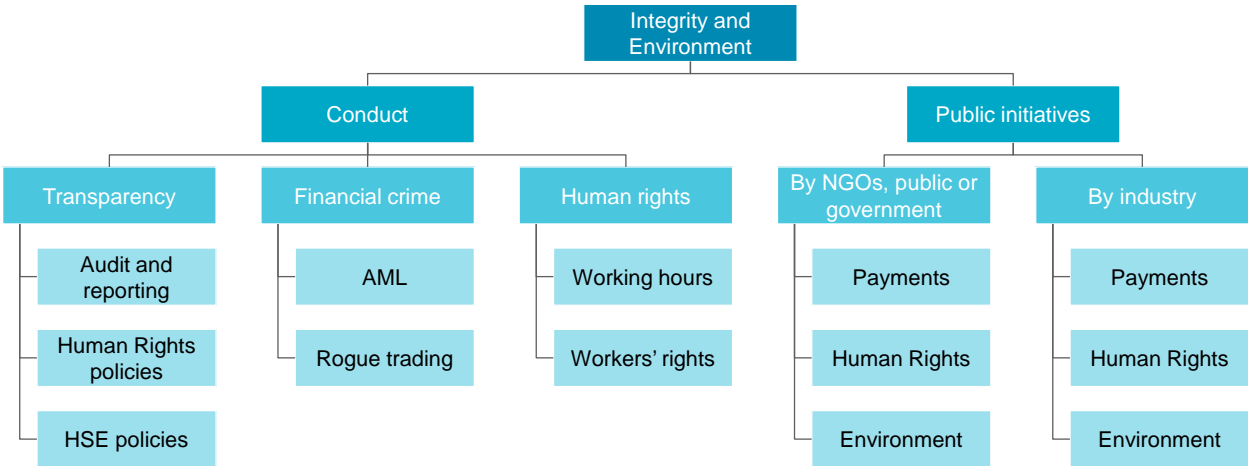 Integrity and
Environment
Conduct
Public initiatives
Transparency
Financial crime
Human rights
By NGOs, public or
government
By industry
Audit and
reporting
AML
Working hours
Payments
Payments
Human Rights
policies
Rogue trading
Workers’ rights
Human Rights
Human Rights
HSE policies
Environment
Environment